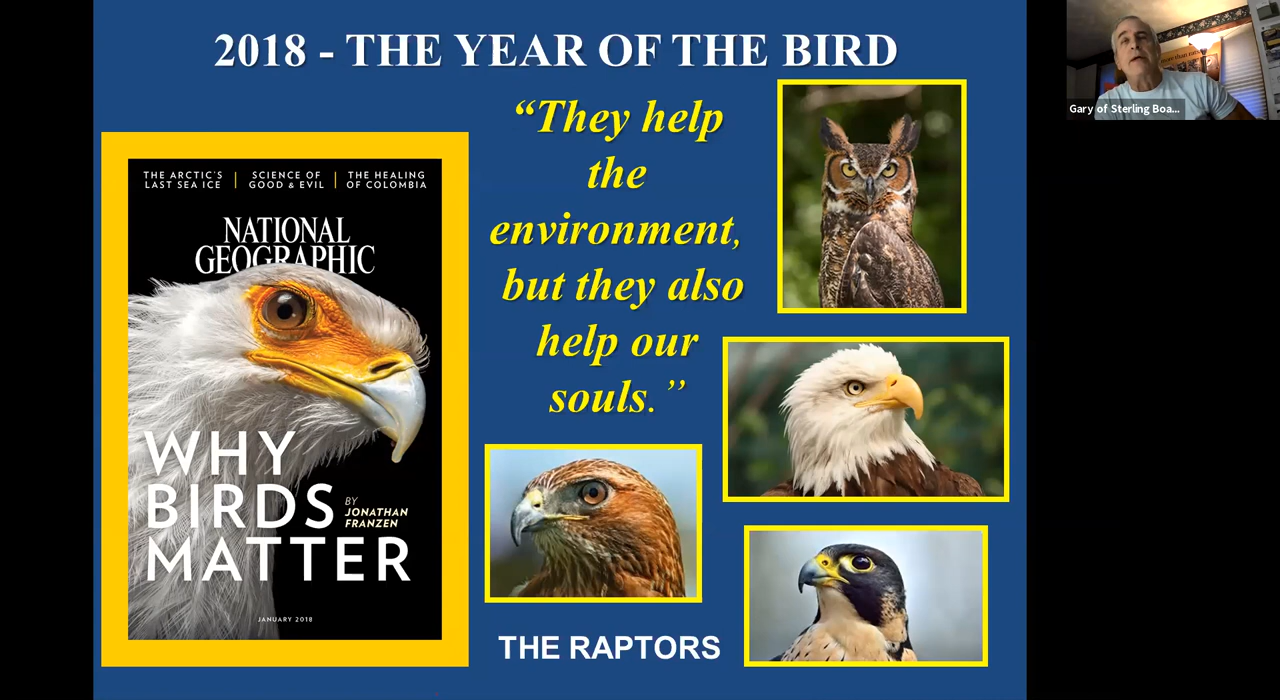 2018 - THE YEAR OF THE BIRD
THE ARCTIC'S
LAST SEA ICE
SCIENCE OF
GOOD & EVIL
THE HEALING
OF COLOMBIA
NATIONAL
GEOGRAPHIC
WHY
BIRDS
MATTER
BY
JONATHAN
FRANZEN
JANUARY 2018
“They help
the
environment,
but they also
help our
souls.”
THE RAPTORS
more than
Gary of Sterling Boa...